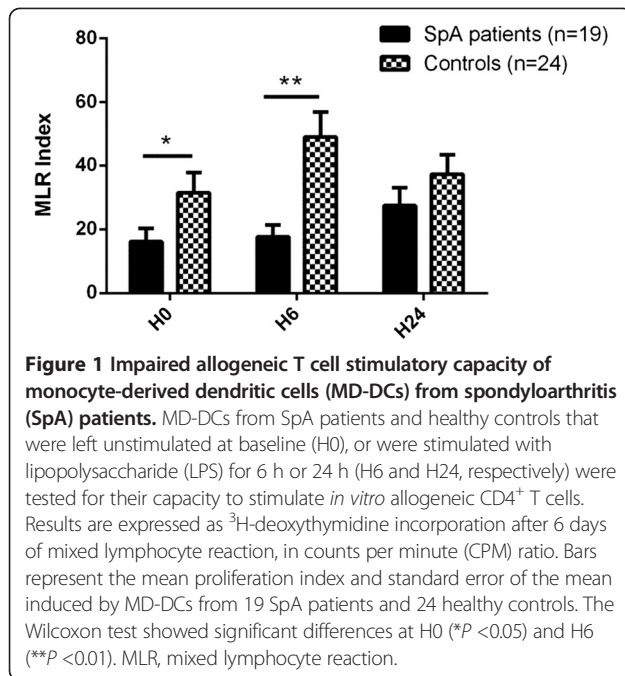 80
60
40
20
0
MLR Index
SpA patients (n=19)
Controls (n=24)
*
**
H0
H6
H24
Figure 1 Impaired allogeneic T cell stimulatory capacity of
monocyte-derived dendritic cells (MD-DCs) from spondyloarthritis
(SpA) patients. MD-DCs from SpA patients and healthy controls that
were left unstimulated at baseline (H0), or were stimulated with
lipopolysaccharide (LPS) for 6 h or 24 h (H6 and H24, respectively) were
tested for their capacity to stimulate in vitro allogeneic CD4⁺ T cells.
Results are expressed as ³H-deoxythymidine incorporation after 6 days
of mixed lymphocyte reaction, in counts per minute (CPM) ratio. Bars
represent the mean proliferation index and standard error of the mean
induced by MD-DCs from 19 SpA patients and 24 healthy controls. The
Wilcoxon test showed significant differences at H0 (*P <0.05) and H6
(**P <0.01). MLR, mixed lymphocyte reaction.